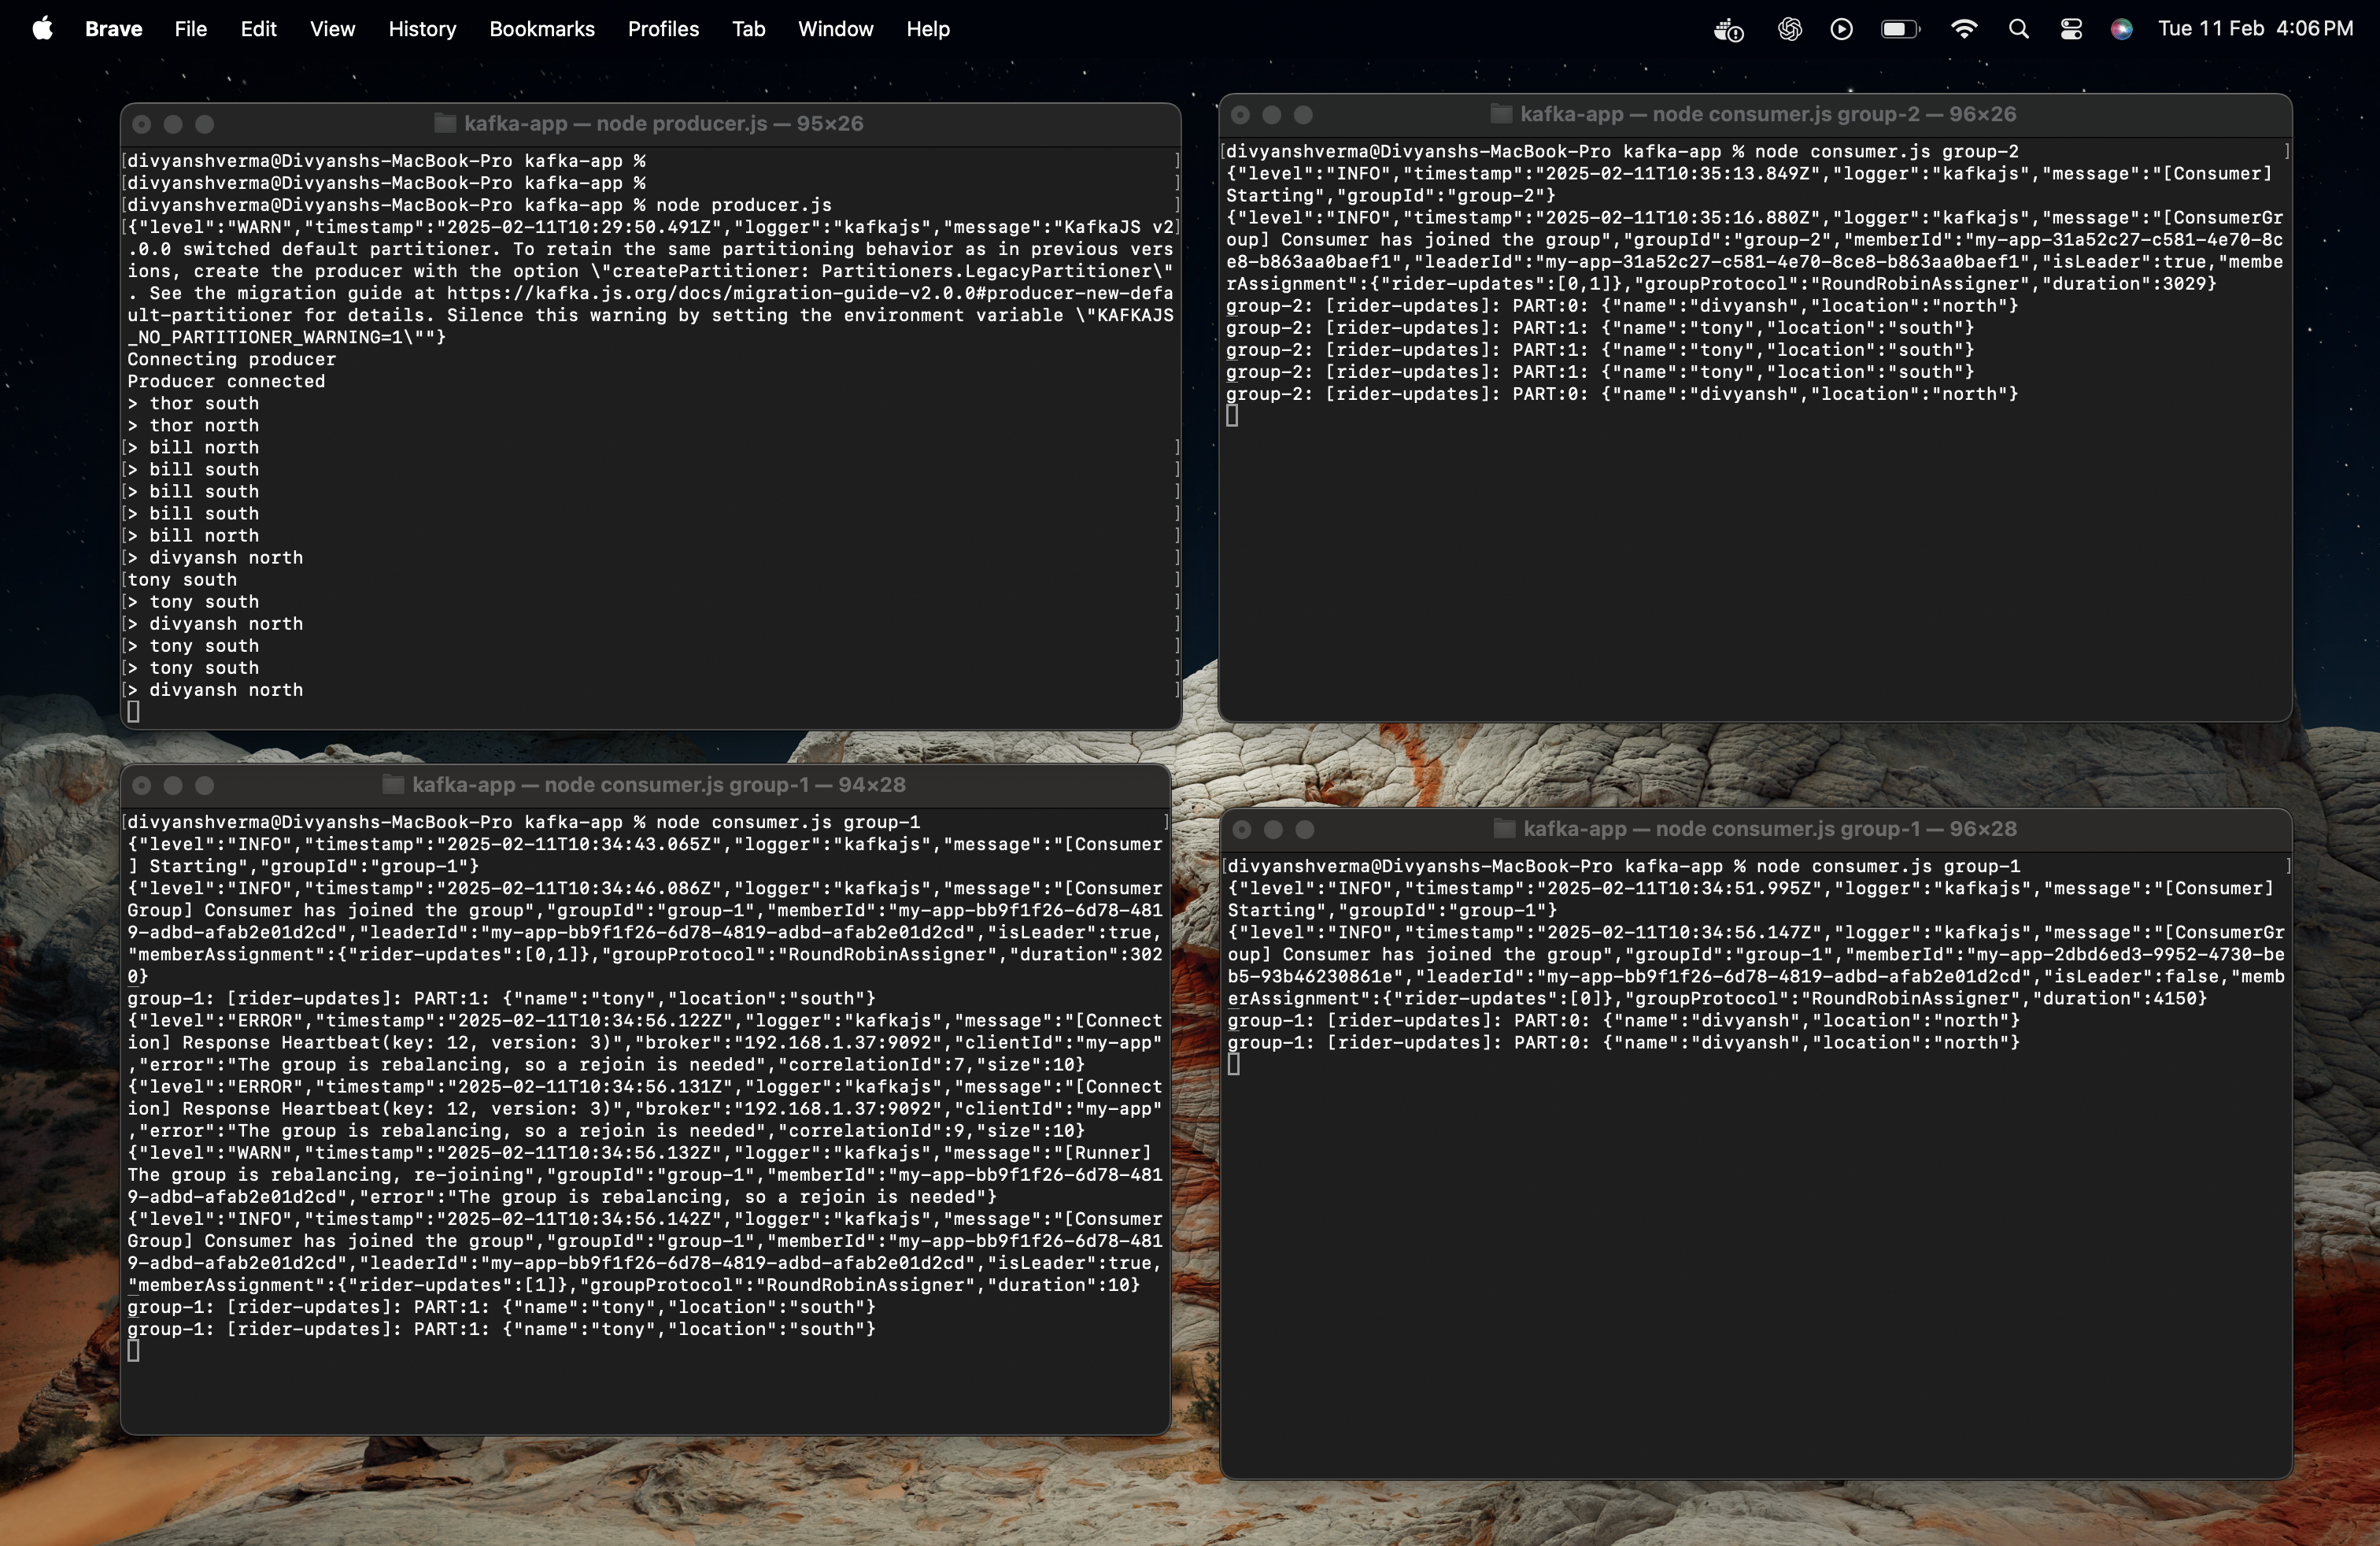 Brave File Edit View History Bookmarks Profiles Tab Window Help Tue 11 Feb 4:06 PM
kafka-app — node producer.js — 95×26
[divyanshverma@Divyanshs-MacBook-Pro kafka-app % ]
[divyanshverma@Divyanshs-MacBook-Pro kafka-app % ]
[divyanshverma@Divyanshs-MacBook-Pro kafka-app % node producer.js ]
[{"level":"WARN","timestamp":"2025-02-11T10:29:50.491Z","logger":"kafkajs","message":"KafkaJS v2]
.0.0 switched default partitioner. To retain the same partitioning behavior as in previous vers
ions, create the producer with the option \"createPartitioner: Partitioners.LegacyPartitioner\"
. See the migration guide at https://kafka.js.org/docs/migration-guide-v2.0.0#producer-new-defa
ult-partitioner for details. Silence this warning by setting the environment variable \"KAFKAJS
_NO_PARTITIONER_WARNING=1\""}
Connecting producer
Producer connected
> thor south
> thor north
[> bill north ]
[> bill south ]
[> bill south ]
[> bill south ]
[> bill north ]
[> divyansh north ]
[tony south ]
[> tony south ]
[> divyansh north ]
[> tony south ]
[> tony south ]
[> divyansh north ]
kafka-app — node consumer.js group-2 — 96×26
[divyanshverma@Divyanshs-MacBook-Pro kafka-app % node consumer.js group-2 ]
{"level":"INFO","timestamp":"2025-02-11T10:35:13.849Z","logger":"kafkajs","message":"[Consumer]
Starting","groupId":"group-2"}
{"level":"INFO","timestamp":"2025-02-11T10:35:16.880Z","logger":"kafkajs","message":"[ConsumerGr
oup] Consumer has joined the group","groupId":"group-2","memberId":"my-app-31a52c27-c581-4e70-8c
e8-b863aa0baef1","leaderId":"my-app-31a52c27-c581-4e70-8ce8-b863aa0baef1","isLeader":true,"membe
rAssignment":{"rider-updates":[0,1]},"groupProtocol":"RoundRobinAssigner","duration":3029}
group-2: [rider-updates]: PART:0: {"name":"divyansh","location":"north"}
group-2: [rider-updates]: PART:1: {"name":"tony","location":"south"}
group-2: [rider-updates]: PART:1: {"name":"tony","location":"south"}
group-2: [rider-updates]: PART:1: {"name":"tony","location":"south"}
group-2: [rider-updates]: PART:0: {"name":"divyansh","location":"north"}
kafka-app — node consumer.js group-1 — 94×28
[divyanshverma@Divyanshs-MacBook-Pro kafka-app % node consumer.js group-1 ]
{"level":"INFO","timestamp":"2025-02-11T10:34:43.065Z","logger":"kafkajs","message":"[Consumer
] Starting","groupId":"group-1"}
{"level":"INFO","timestamp":"2025-02-11T10:34:46.086Z","logger":"kafkajs","message":"[Consumer
Group] Consumer has joined the group","groupId":"group-1","memberId":"my-app-bb9f1f26-6d78-481
9-adbd-afab2e01d2cd","leaderId":"my-app-bb9f1f26-6d78-4819-adbd-afab2e01d2cd","isLeader":true,
"memberAssignment":{"rider-updates":[0,1]},"groupProtocol":"RoundRobinAssigner","duration":302
0}
group-1: [rider-updates]: PART:1: {"name":"tony","location":"south"}
{"level":"ERROR","timestamp":"2025-02-11T10:34:56.122Z","logger":"kafkajs","message":"[Connect
ion] Response Heartbeat(key: 12, version: 3)","broker":"192.168.1.37:9092","clientId":"my-app"
,"error":"The group is rebalancing, so a rejoin is needed","correlationId":7,"size":10}
{"level":"ERROR","timestamp":"2025-02-11T10:34:56.131Z","logger":"kafkajs","message":"[Connect
ion] Response Heartbeat(key: 12, version: 3)","broker":"192.168.1.37:9092","clientId":"my-app"
,"error":"The group is rebalancing, so a rejoin is needed","correlationId":9,"size":10}
{"level":"WARN","timestamp":"2025-02-11T10:34:56.132Z","logger":"kafkajs","message":"[Runner]
The group is rebalancing, re-joining","groupId":"group-1","memberId":"my-app-bb9f1f26-6d78-481
9-adbd-afab2e01d2cd","error":"The group is rebalancing, so a rejoin is needed"}
{"level":"INFO","timestamp":"2025-02-11T10:34:56.142Z","logger":"kafkajs","message":"[Consumer
Group] Consumer has joined the group","groupId":"group-1","memberId":"my-app-bb9f1f26-6d78-481
9-adbd-afab2e01d2cd","leaderId":"my-app-bb9f1f26-6d78-4819-adbd-afab2e01d2cd","isLeader":true,
"memberAssignment":{"rider-updates":[1]},"groupProtocol":"RoundRobinAssigner","duration":10}
group-1: [rider-updates]: PART:1: {"name":"tony","location":"south"}
group-1: [rider-updates]: PART:1: {"name":"tony","location":"south"}
kafka-app — node consumer.js group-1 — 96×28
[divyanshverma@Divyanshs-MacBook-Pro kafka-app % node consumer.js group-1 ]
{"level":"INFO","timestamp":"2025-02-11T10:34:51.995Z","logger":"kafkajs","message":"[Consumer]
Starting","groupId":"group-1"}
{"level":"INFO","timestamp":"2025-02-11T10:34:56.147Z","logger":"kafkajs","message":"[ConsumerGr
oup] Consumer has joined the group","groupId":"group-1","memberId":"my-app-2dbd6ed3-9952-4730-be
b5-93b46230861e","leaderId":"my-app-bb9f1f26-6d78-4819-adbd-afab2e01d2cd","isLeader":false,"memb
erAssignment":{"rider-updates":[0]},"groupProtocol":"RoundRobinAssigner","duration":4150}
group-1: [rider-updates]: PART:0: {"name":"divyansh","location":"north"}
group-1: [rider-updates]: PART:0: {"name":"divyansh","location":"north"}